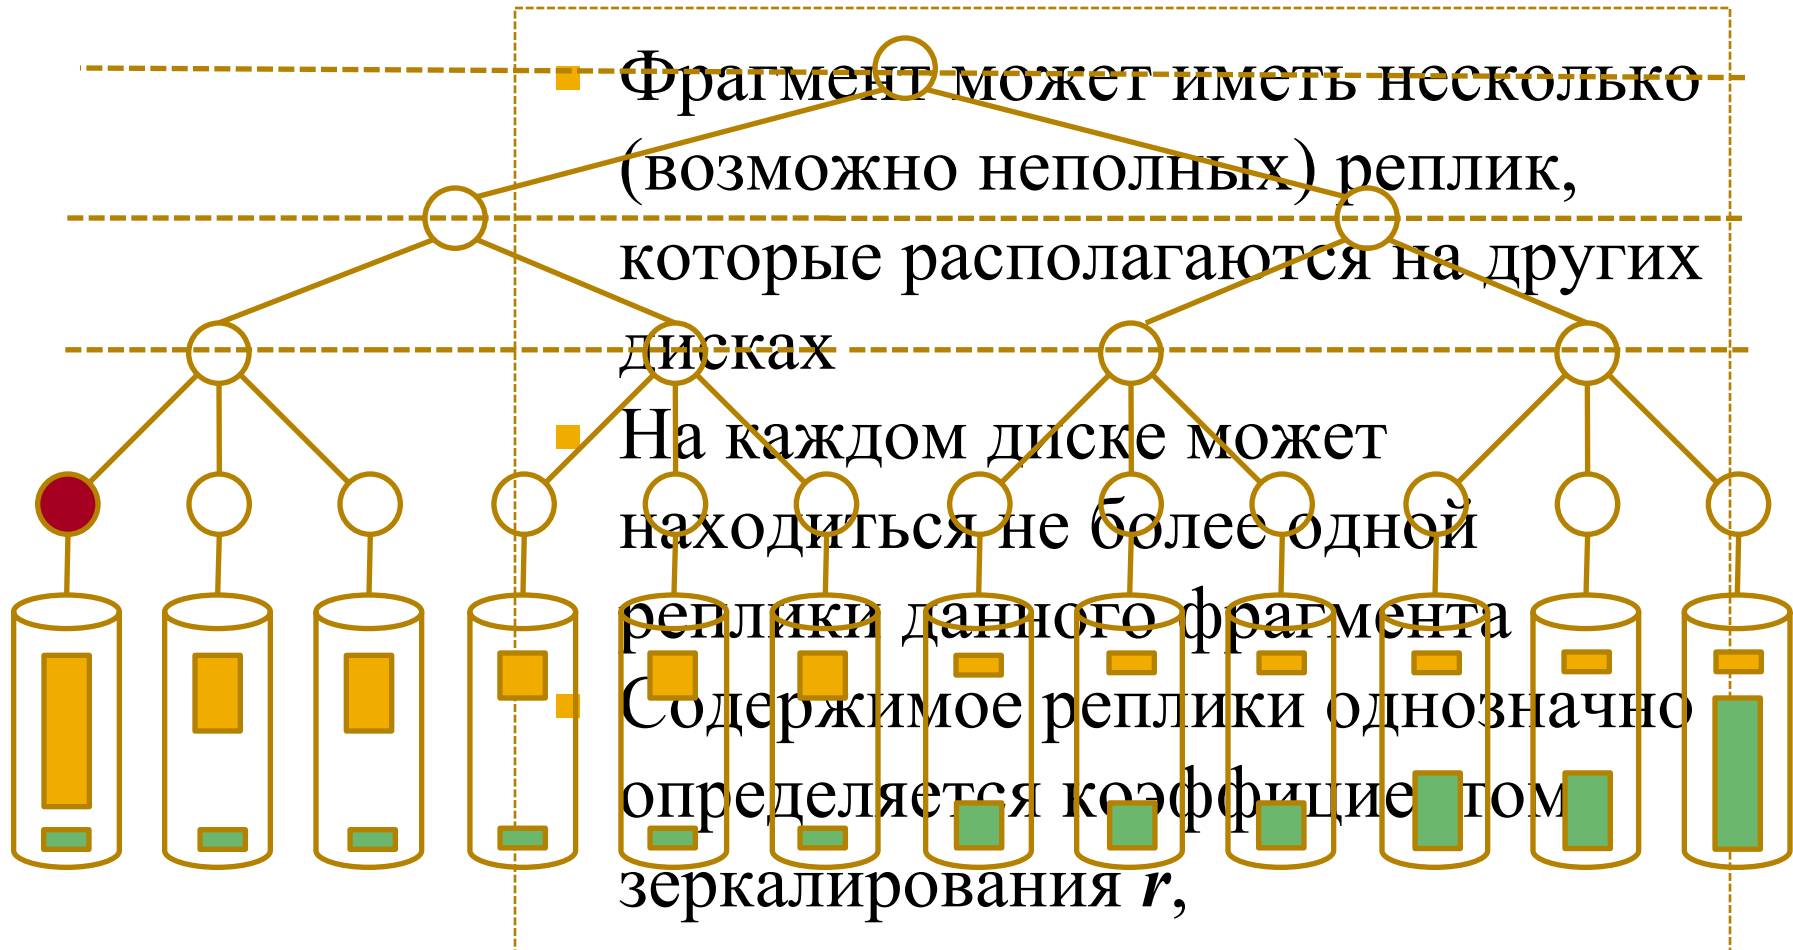 Фрагмент может иметь несколько
(возможно неполных) реплик,
которые располагаются на других
дисках
На каждом диске может
находиться не более одной
реплики данного фрагмента
Содержимое реплики однозначно
определяется коэффициентом
зеркалирования r,